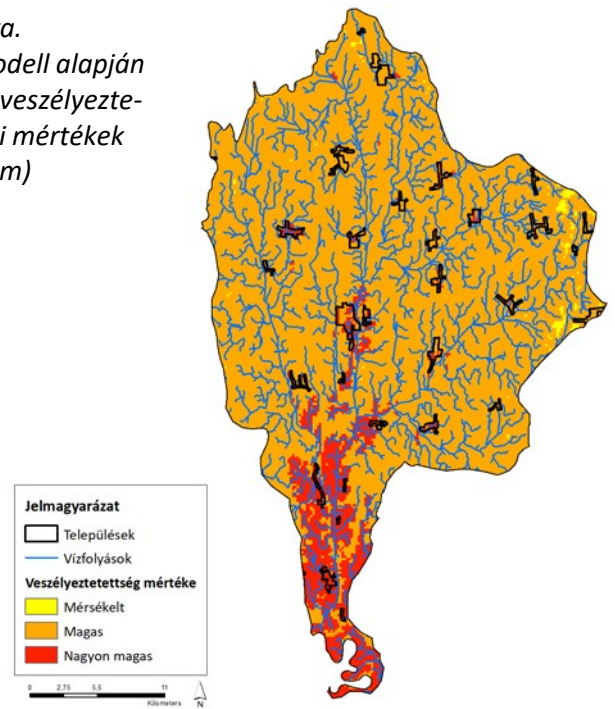 a.
odell alapján
veszélyezte-
i mértékek
m)
Jelmagyarázat
Települések
Vízfolyások
Veszélyeztetettség mértéke
Mérsékelt
Magas
Nagyon magas
0 2.75 5.5 11
Kilometers
N